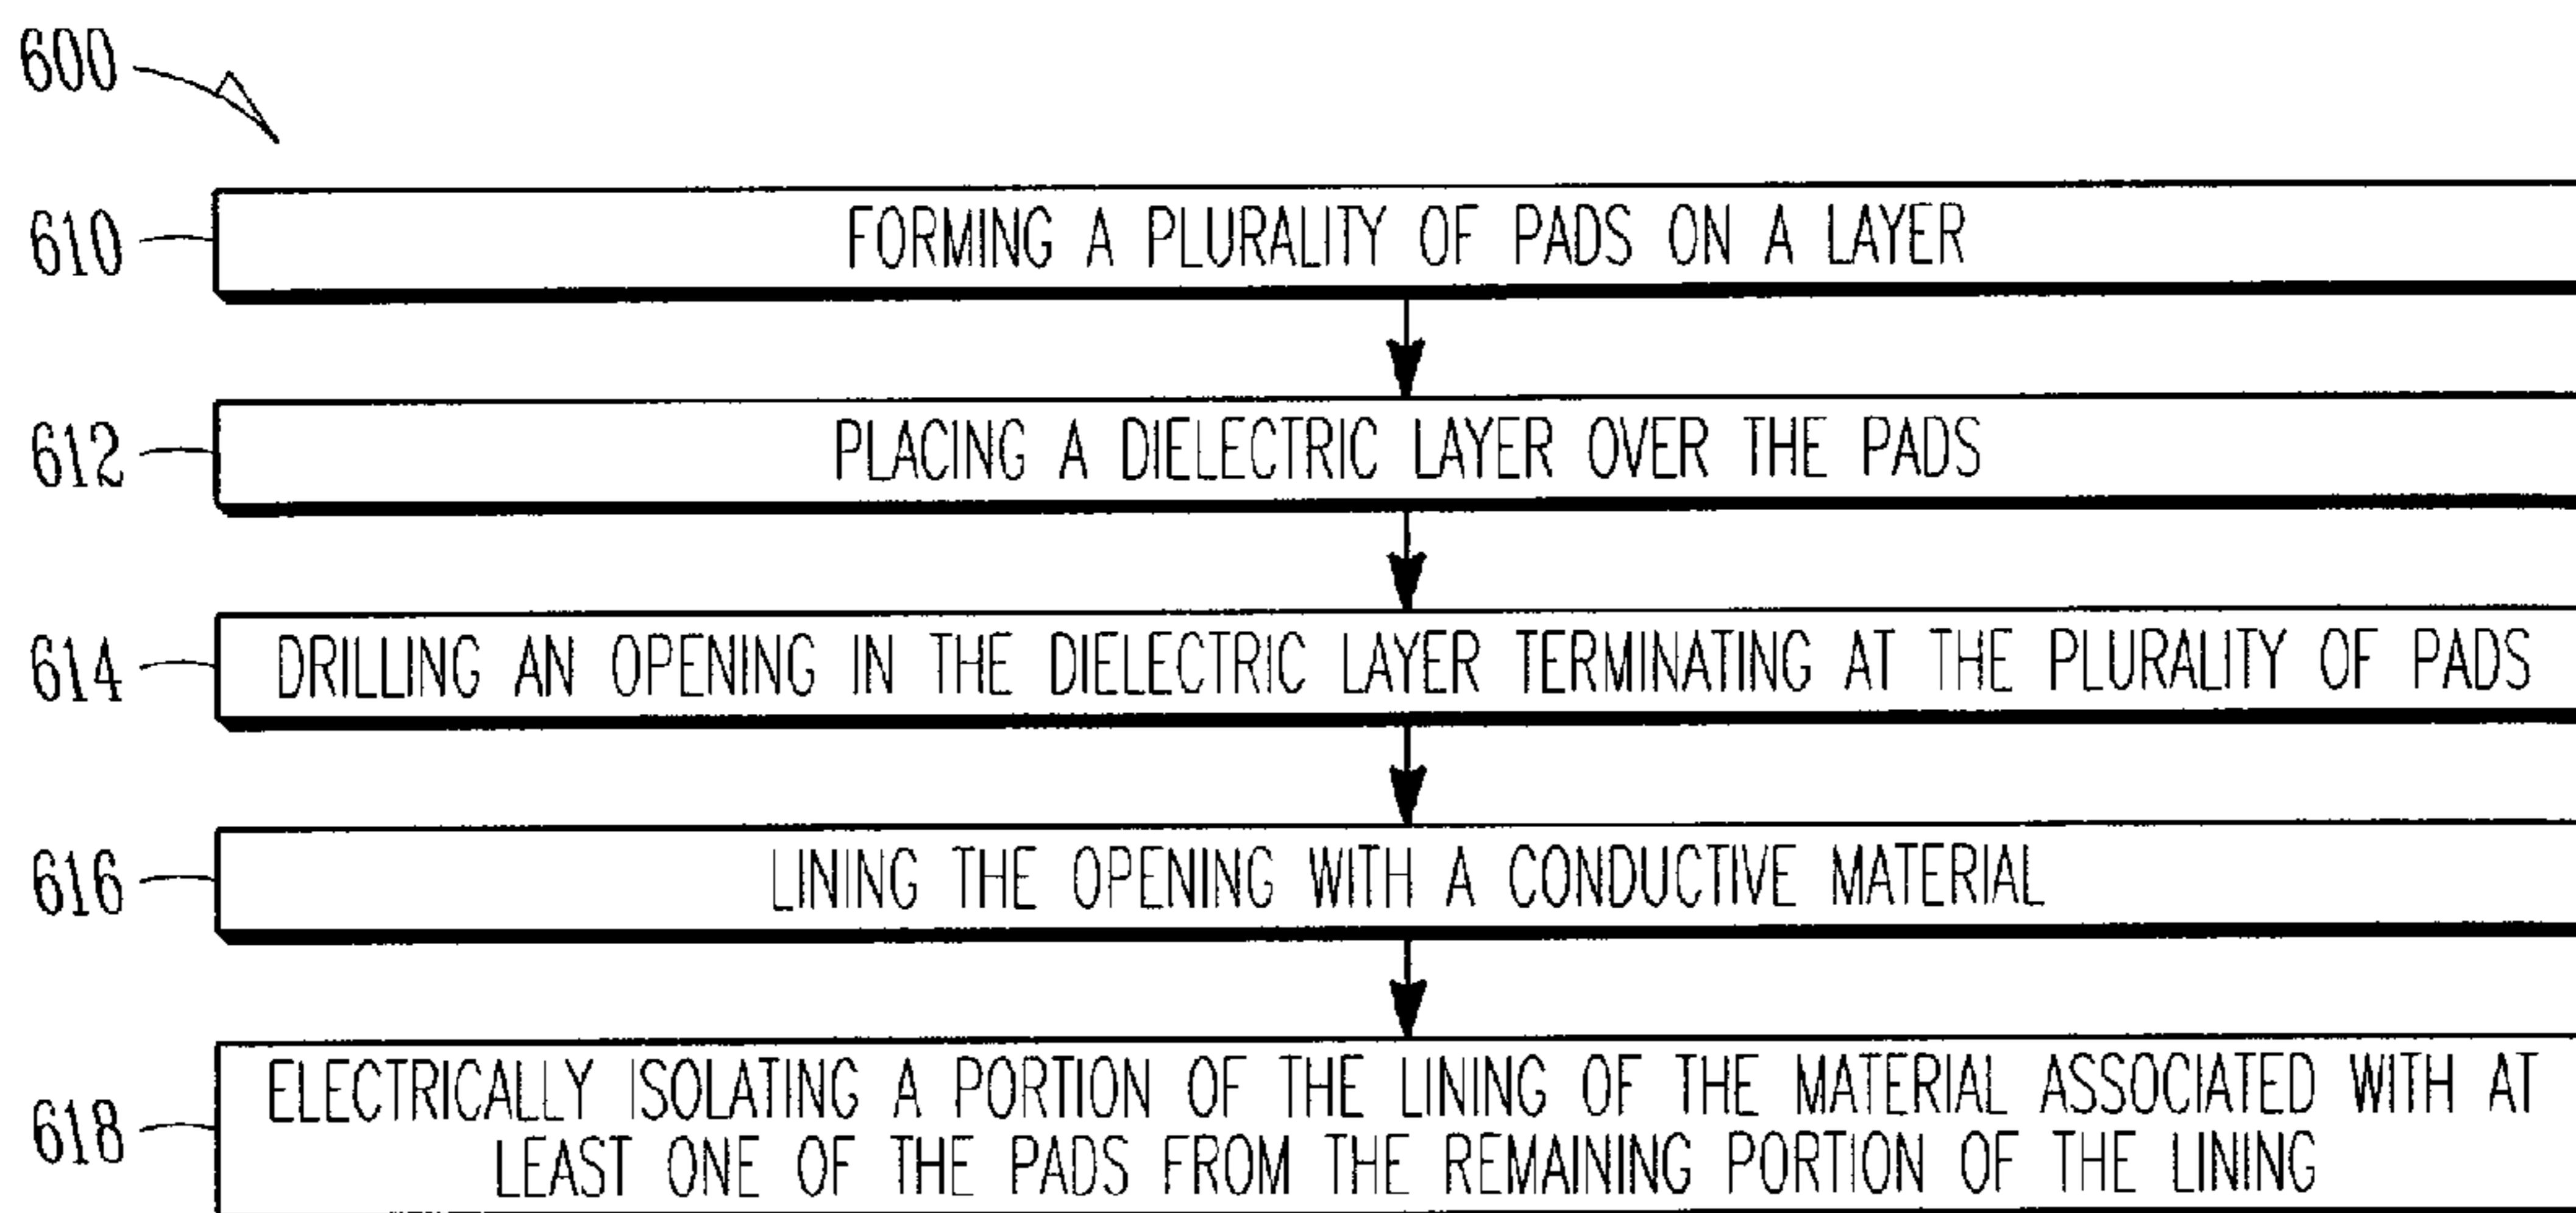 600
610
FORMING A PLURALITY OF PADS ON A LAYER
612
PLACING A DIELECTRIC LAYER OVER THE PADS
614
DRILLING AN OPENING IN THE DIELECTRIC LAYER TERMINATING AT THE PLURALITY OF PADS
616
LINING THE OPENING WITH A CONDUCTIVE MATERIAL
618
ELECTRICALLY ISOLATING A PORTION OF THE LINING OF THE MATERIAL ASSOCIATED WITH AT
LEAST ONE OF THE PADS FROM THE REMAINING PORTION OF THE LINING